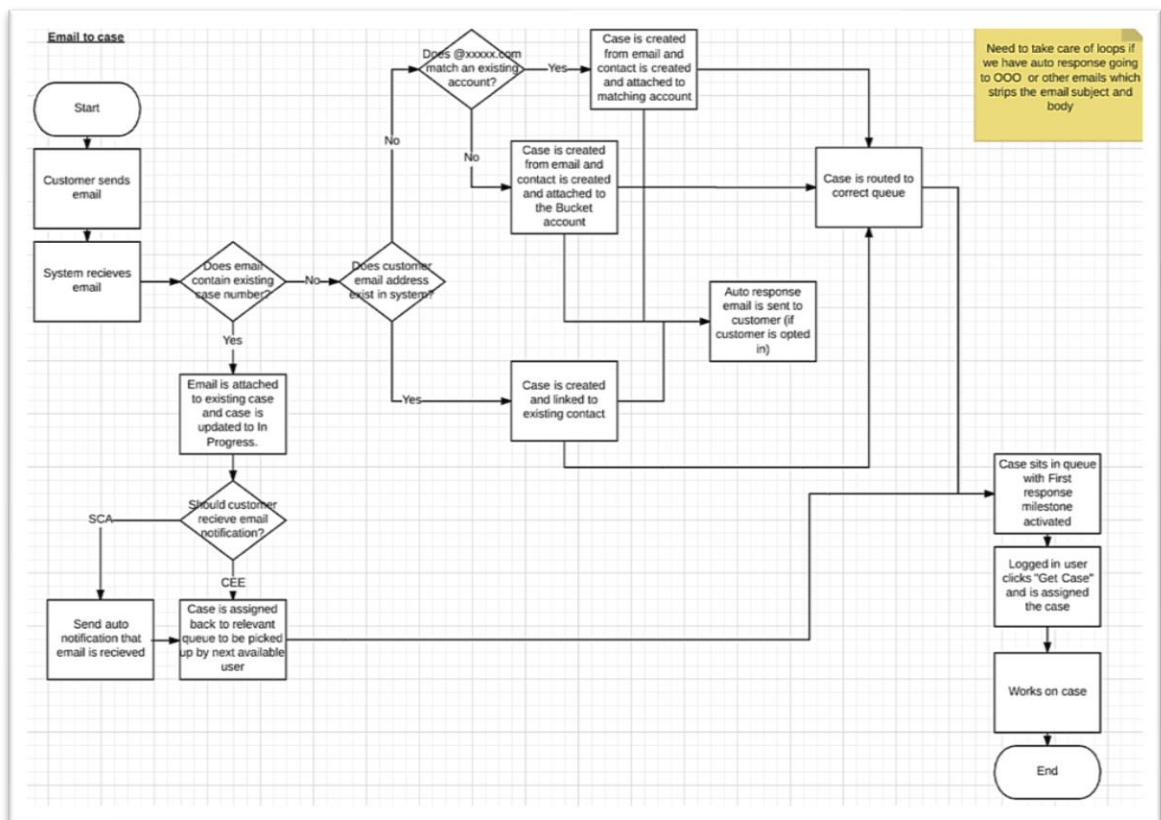 Email to case
Start
Customer sends
email
System recieves
email
Does email
contain existing
case number?
No
Yes
Does customer
email address
exist in system?
No
Yes
Does @xxxxx.com
match an existing
account?
Yes
No
Case is created
from email and
contact is created
and attached to
matching account
Case is created
from email and
contact is created
and attached to
the Bucket
account
Case is routed to
correct queue
Need to take care of loops if
we have auto response going
to OOO or other emails which
strips the email subject and
body
Auto response
email is sent to
customer (if
customer is opted
in)
Case is created
and linked to
existing contact
Email is attached
to existing case
and case is
updated to In
Progress.
Should customer
recieve email
notification?
SCA
CEE
Send auto
notification that
email is recieved
Case is assigned
back to relevant
queue to be picked
up by next available
user
Case sits in queue
with First
response
milestone
activated
Logged in user
clicks "Get Case"
and is assigned
the case
Works on case
End